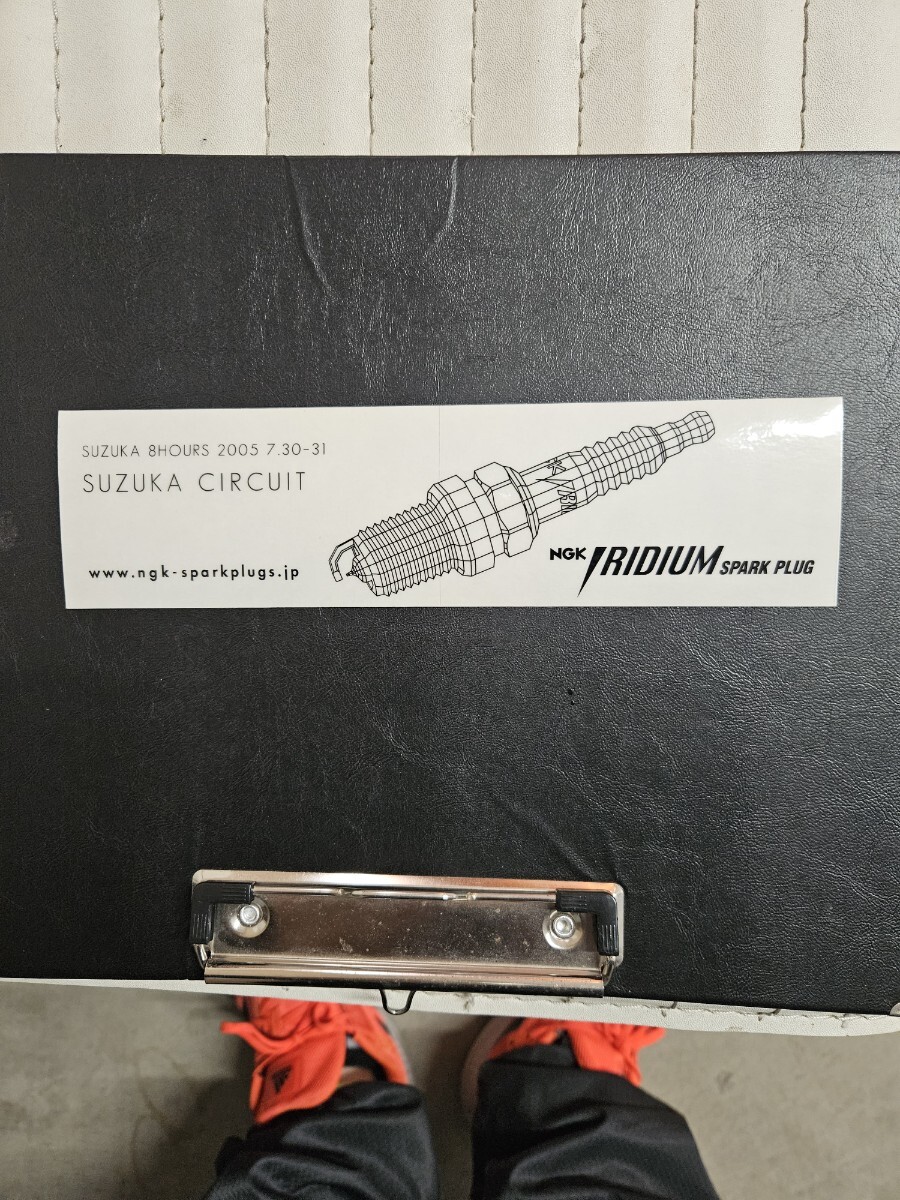 SUZUKA 8HOURS 2005 7.30-31
SUZUKA CIRCUIT
www.ngk-sparkplugs.jp
NGK IRIDIUM SPARK PLUG